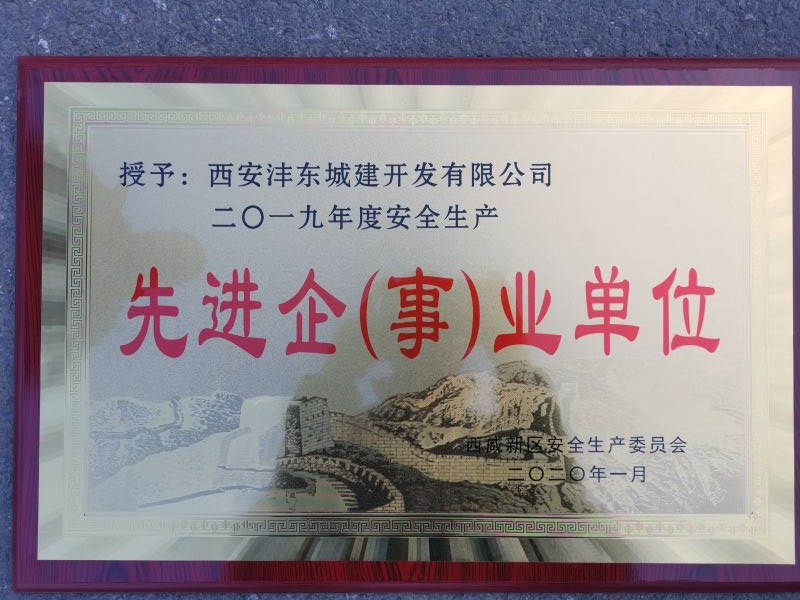 授予：西安沣东城建开发有限公司
二〇一九年度安全生产
先进企(事)业单位
西咸新区安全生产委员会
二〇二〇年一月